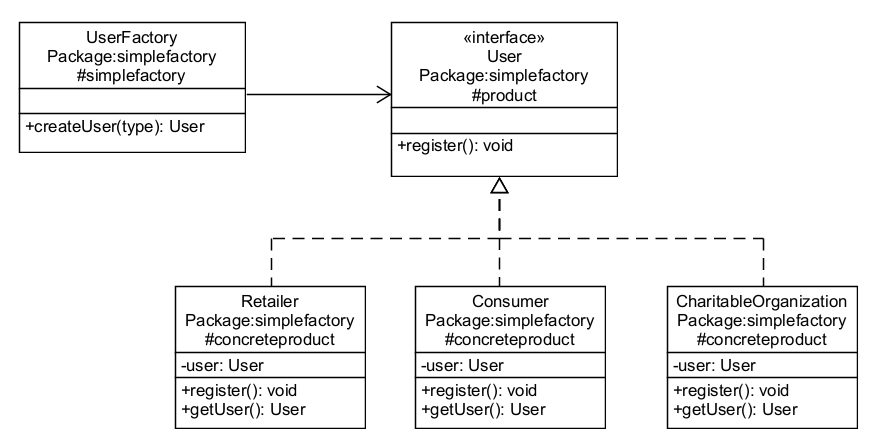 UserFactory
Package:simplefactory
#simplefactory
+createUser(type): User
«interface»
User
Package:simplefactory
#product
+register(): void
Retailer
Package:simplefactory
#concreteproduct
-user: User
+register(): void
+getUser(): User
Consumer
Package:simplefactory
#concreteproduct
-user: User
+register(): void
+getUser(): User
CharitableOrganization
Package:simplefactory
#concreteproduct
-user: User
+register(): void
+getUser(): User